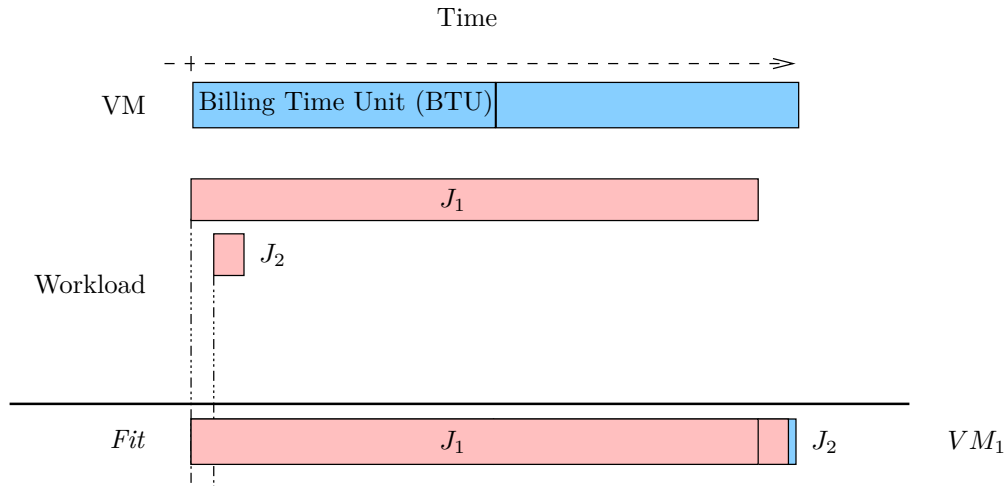 Time
VM
Billing Time Unit (BTU)
J₁
J₂
Workload
Fit
J₁
J₂
VM₁